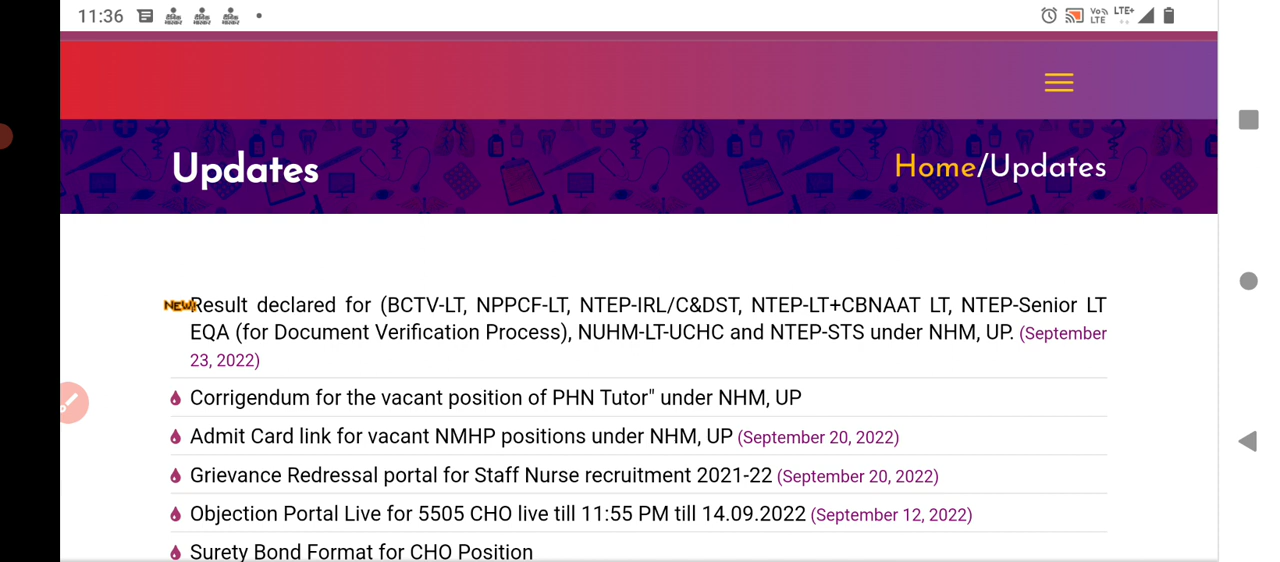 11:36
Vo LTE LTE+
Updates
Home/Updates
NEW! Result declared for (BCTV-LT, NPPCF-LT, NTEP-IRL/C&DST, NTEP-LT+CBNAAT LT, NTEP-Senior LT
EQA (for Document Verification Process), NUHM-LT-UCHC and NTEP-STS under NHM, UP. (September
23, 2022)
Corrigendum for the vacant position of PHN Tutor" under NHM, UP
Admit Card link for vacant NMHP positions under NHM, UP (September 20, 2022)
Grievance Redressal portal for Staff Nurse recruitment 2021-22 (September 20, 2022)
Objection Portal Live for 5505 CHO live till 11:55 PM till 14.09.2022 (September 12, 2022)
Surety Bond Format for CHO Position